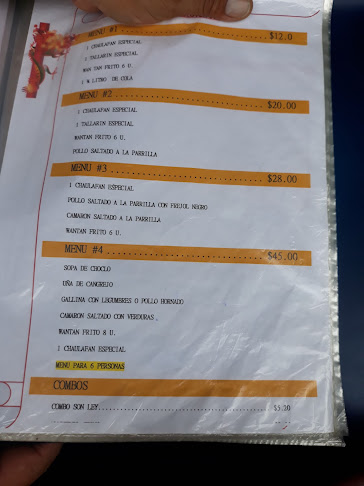 MENU #1 ........................ $12.0
1 CHAULAFAN ESPECIAL
1 TALLARIN ESPECIAL
WAN TAN FRITO 6 U.
1 ½ LITRO DE COLA
MENU #2 ........................ $20.00
1 CHAULAFAN ESPECIAL
1 TALLARIN ESPECIAL
WANTAN FRITO 6 U.
POLLO SALTADO A LA PARRILLA
MENU #3 ........................ $28.00
1 CHAULAFAN ESPECIAL
POLLO SALTADO A LA PARRILLA CON FREJOL NEGRO
CAMARON SALTADO A LA PARRILLA
WANTAN FRITO 6 U.
MENU #4 ........................ $45.00
SOPA DE CHOCLO
UÑA DE CANGREJO
GALLINA CON LEGUMBRES O POLLO HORNADO
CAMARON SALTADO CON VERDURAS .
WANTAN FRITO 8 U.
1 CHAULAFAN ESPECIAL
MENU PARA 6 PERSONAS
COMBOS
COMBO SON LEY........................ $5.20